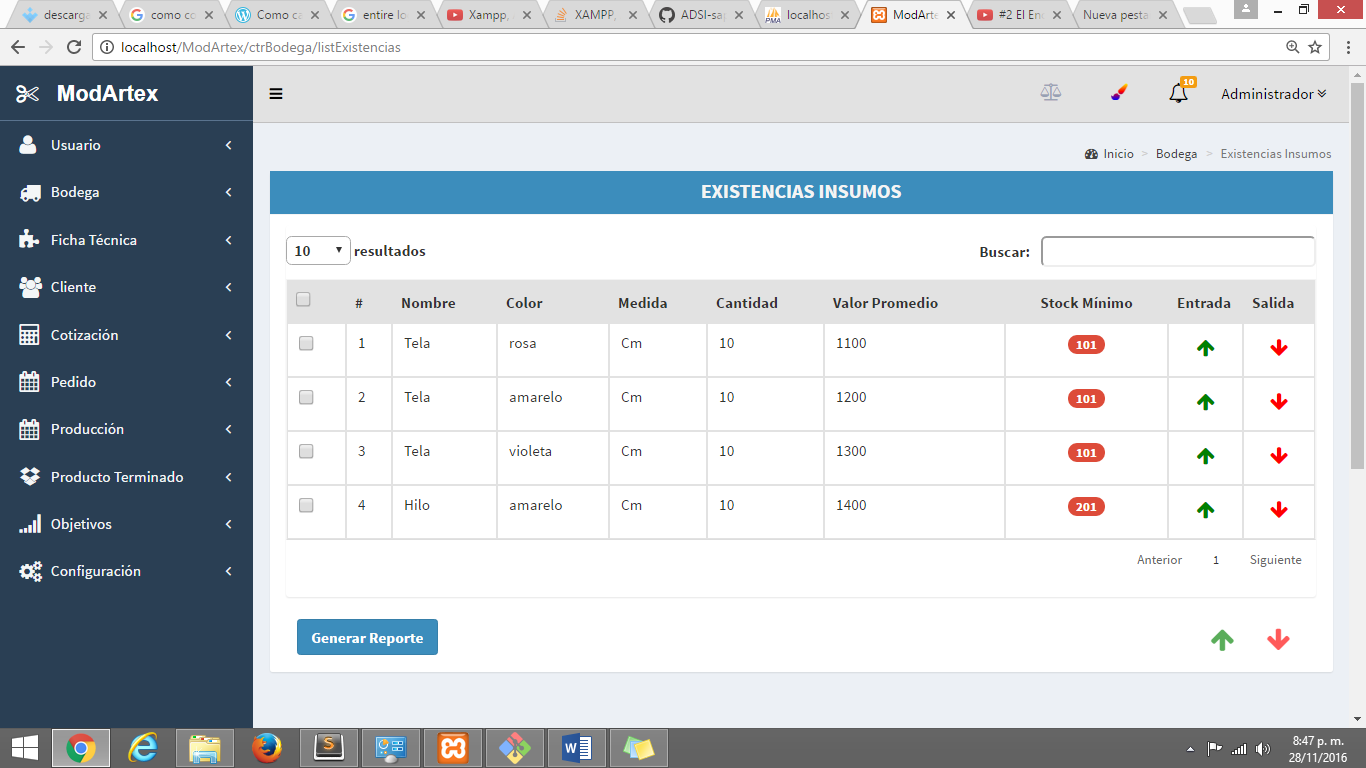 descarga
como co
Como ca
entire lo
Xampp,
XAMPP,
ADSI-sap
localhos
ModArte
#2 El En
Nueva pesta
localhost/ModArtex/ctrBodega/listExistencias
ModArtex
10
Administrador
Usuario
Bodega
Ficha Técnica
Cliente
Cotización
Pedido
Producción
Producto Terminado
Objetivos
Configuración
Inicio > Bodega > Existencias Insumos
EXISTENCIAS INSUMOS
10 resultados
Buscar:
# Nombre Color Medida Cantidad Valor Promedio Stock Mínimo Entrada Salida
1 Tela rosa Cm 10 1100 101
2 Tela amarelo Cm 10 1200 101
3 Tela violeta Cm 10 1300 101
4 Hilo amarelo Cm 10 1400 201
Anterior 1 Siguiente
Generar Reporte
8:47 p. m.
28/11/2016